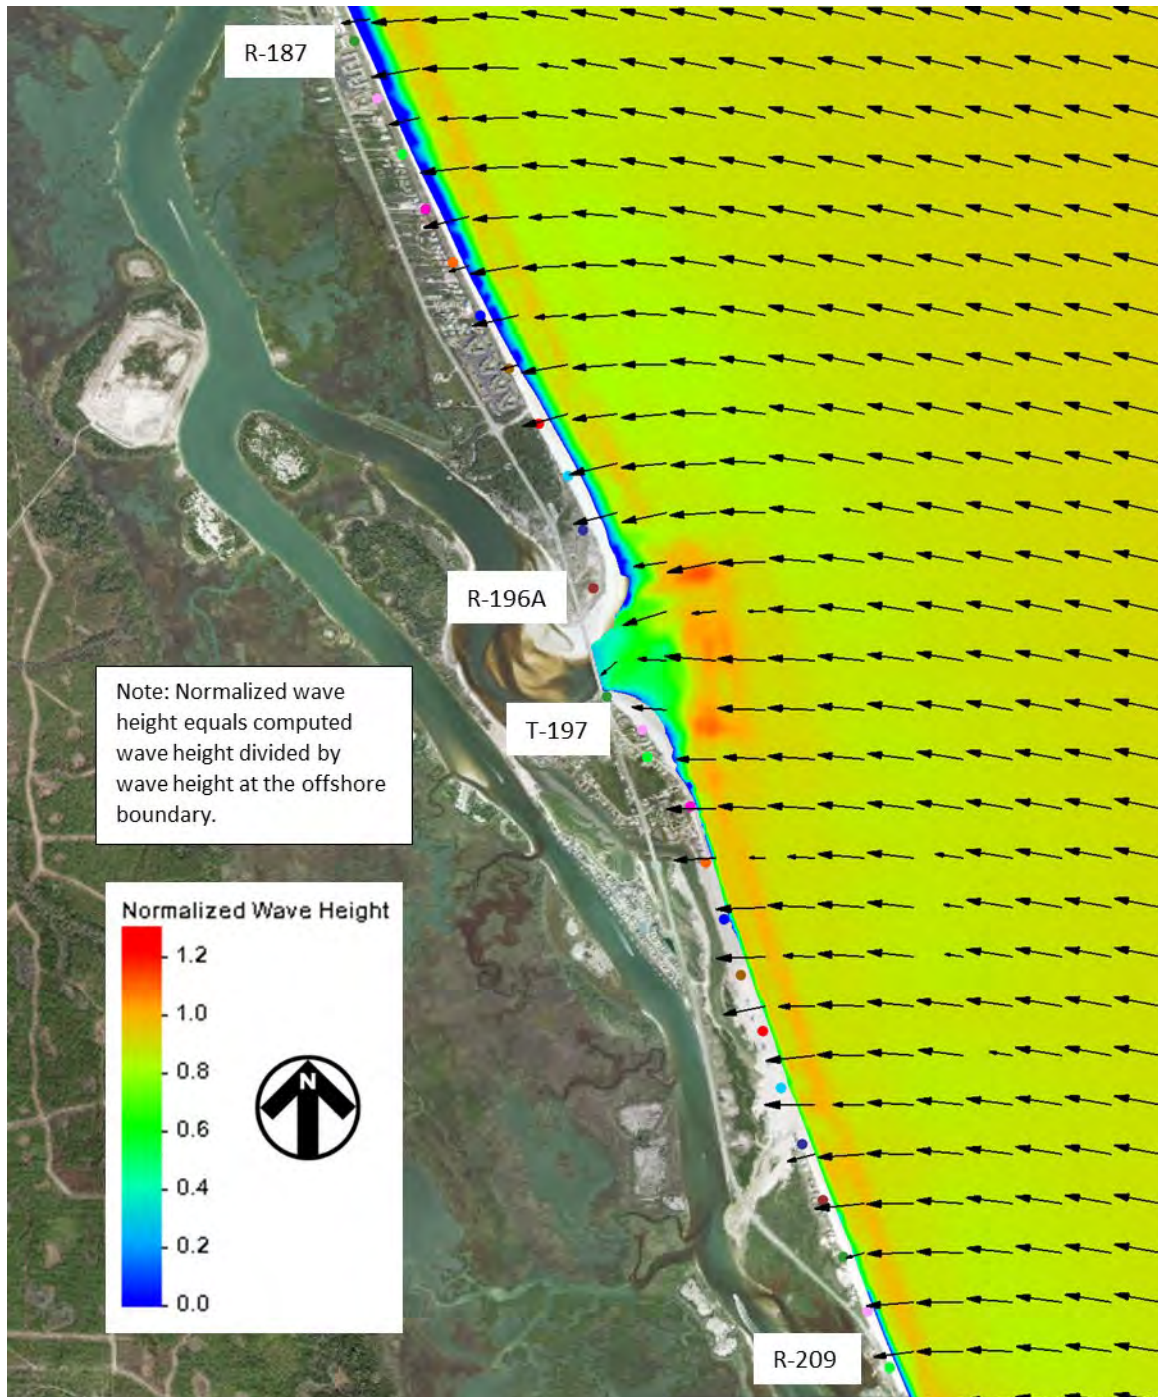 R-187
R-196A
Note: Normalized wave
height equals computed
wave height divided by
wave height at the offshore
boundary.
T-197
Normalized Wave Height
1.2
1.0
0.8
0.6
0.4
0.2
0.0
N
R-209